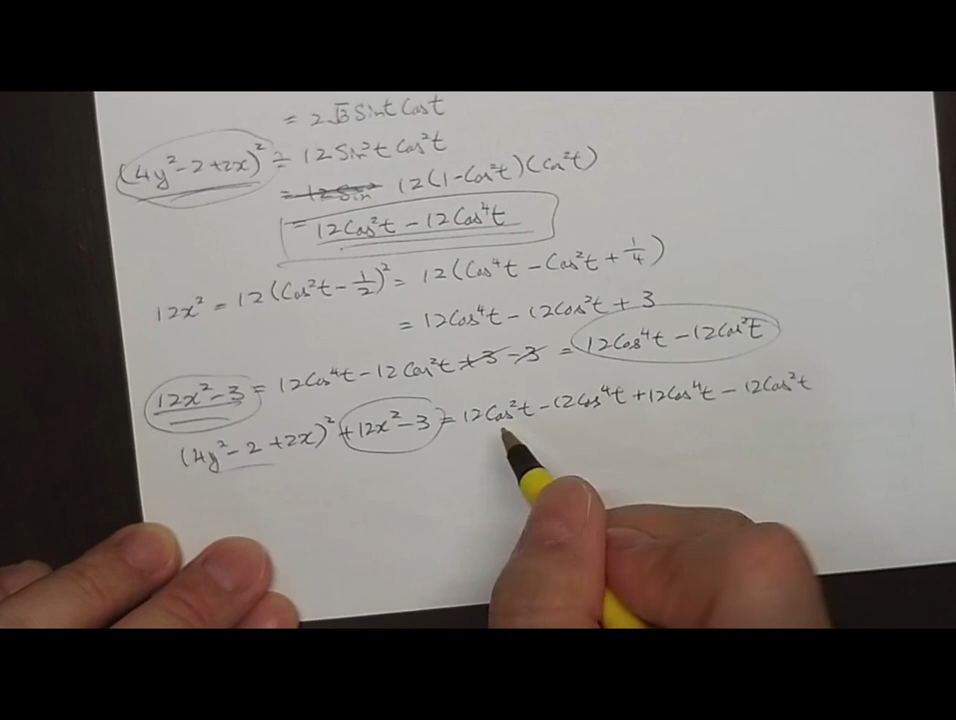 = 2√3 Sint Cost
(4y²-2+2x)² = 12 Sin²t Cos²t
= 12Sin² 12(1-Cos²t)(Cos²t)
= 12Cos²t - 12Cos⁴t
12x² = 12(Cos²t - 1/2)² = 12(Cos⁴t - Cos²t + 1/4)
= 12Cos⁴t - 12Cos²t + 3
12x²-3 = 12Cos⁴t - 12Cos²t +3 -3 = 12Cos⁴t - 12Cos²t
(4y²-2+2x)² +12x²-3 = 12Cos²t - 12Cos⁴t + 12Cos⁴t - 12Cos²t